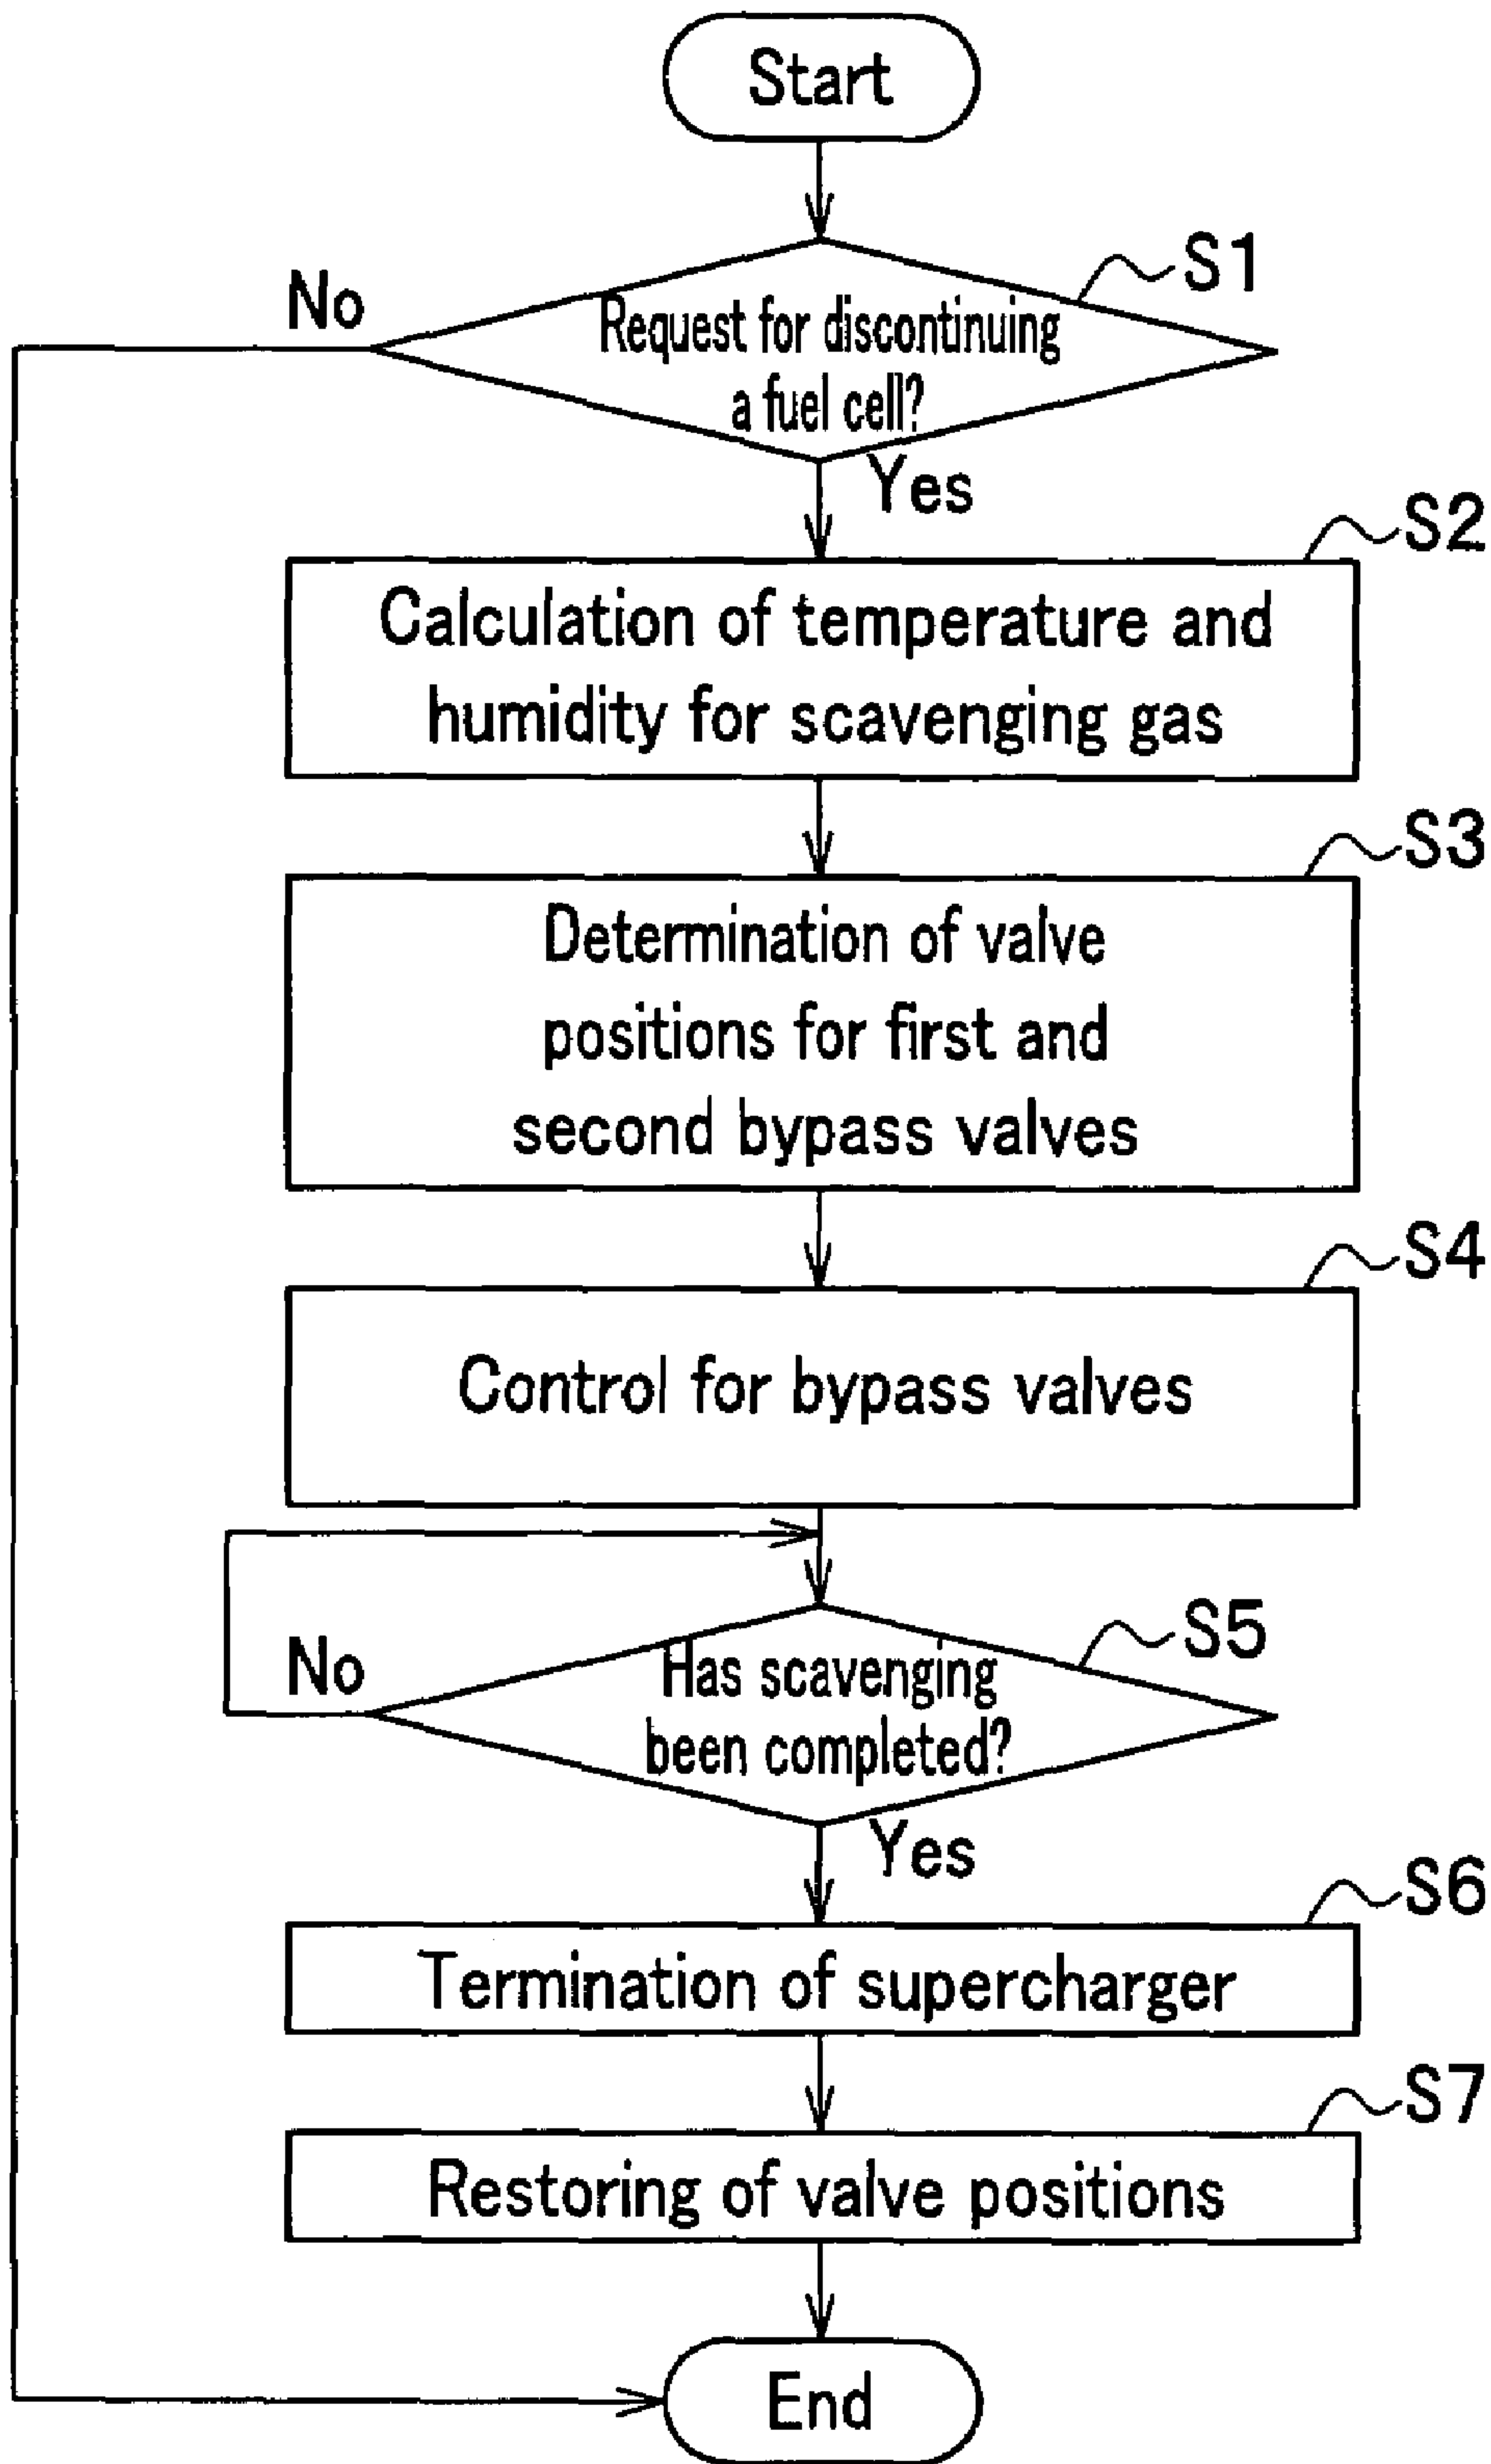 Start
S1
No
Request for discontinuing
a fuel cell?
Yes
S2
Calculation of temperature and
humidity for scavenging gas
S3
Determination of valve
positions for first and
second bypass valves
S4
Control for bypass valves
S5
No
Has scavenging
been completed?
Yes
S6
Termination of supercharger
S7
Restoring of valve positions
End